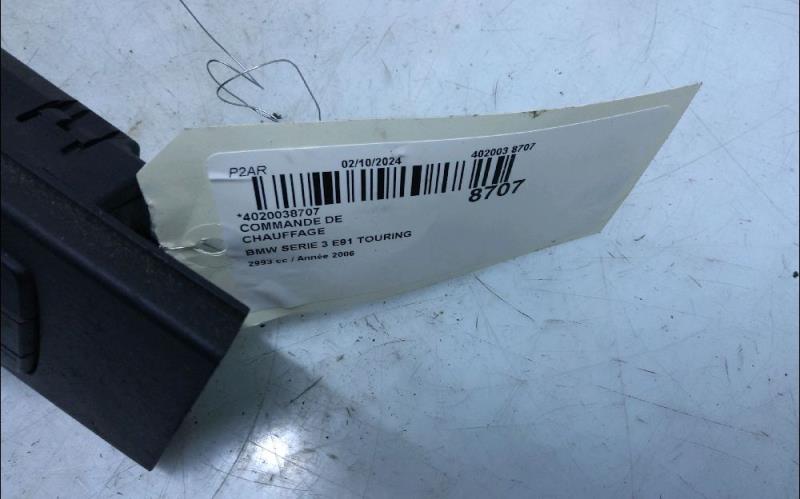 P2AR 02/10/2024 402003 8707
8707
*4020038707
COMMANDE DE
CHAUFFAGE
BMW SERIE 3 E91 TOURING
2993 cc / Année 2006